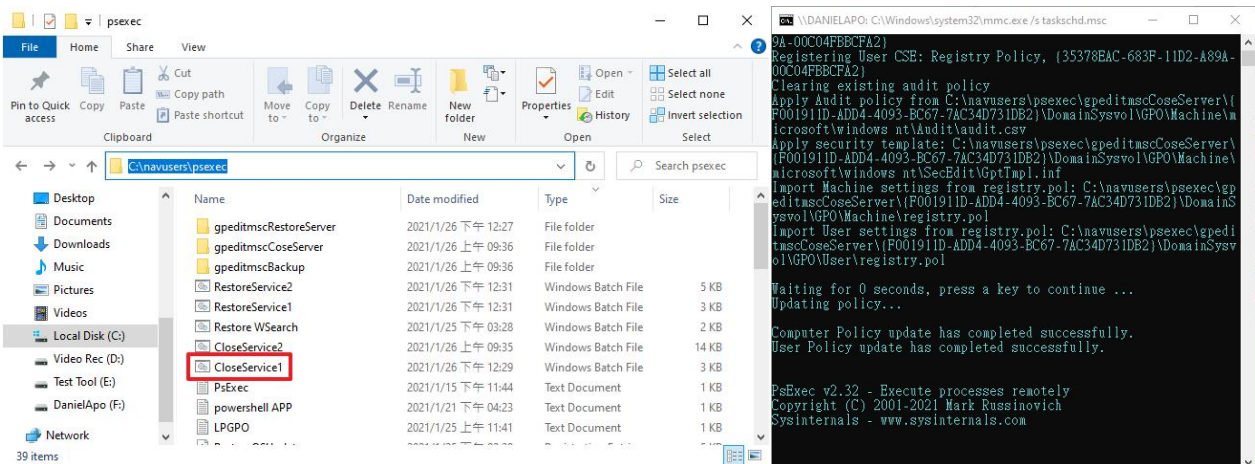 psexec
File Home Share View
Pin to Quick access
Copy
Paste
Cut
Copy path
Paste shortcut
Clipboard
Move to
Copy to
Delete
Rename
Organize
New folder
New
Properties
Open
Edit
History
Open
Select all
Select none
Invert selection
Select
C:\navusers\psexec
Search psexec
Desktop
Documents
Downloads
Music
Pictures
Videos
Local Disk (C:)
Video Rec (D:)
Test Tool (E:)
DanielApo (F:)
Network
Name Date modified Type Size
gpeditmscRestoreServer 2021/1/26 下午 12:27 File folder
gpeditmscCoseServer 2021/1/26 上午 09:36 File folder
gpeditmscBackup 2021/1/26 上午 09:36 File folder
RestoreService2 2021/1/26 下午 12:31 Windows Batch File 5 KB
RestoreService1 2021/1/26 下午 12:31 Windows Batch File 3 KB
Restore WSearch 2021/1/25 下午 03:28 Windows Batch File 2 KB
CloseService2 2021/1/26 上午 09:35 Windows Batch File 14 KB
CloseService1 2021/1/26 下午 12:29 Windows Batch File 3 KB
PsExec 2021/1/15 下午 11:44 Text Document 1 KB
powershell APP 2021/1/21 下午 04:23 Text Document 1 KB
LPGPO 2021/1/25 上午 11:41 Text Document 1 KB
39 items
\\DANIELAPO: C:\Windows\system32\mmc.exe /s taskschd.msc
9A-00C04FBBCFA2}
Registering User CSE: Registry Policy, {35378EAC-683F-11D2-A89A-
00C04FBBCFA2}
Clearing existing audit policy
Apply Audit policy from C:\navusers\psexec\gpeditmscCoseServer\{
F001911D-ADD4-4093-BC67-7AC34D731DB2}\DomainSysvol\GPO\Machine\m
icrosoft\windows nt\Audit\audit.csv
Apply security template: C:\navusers\psexec\gpeditmscCoseServer\
{F001911D-ADD4-4093-BC67-7AC34D731DB2}\DomainSysvol\GPO\Machine\
microsoft\windows nt\SecEdit\GptTmpl.inf
Import Machine settings from registry.pol: C:\navusers\psexec\gp
editmscCoseServer\{F001911D-ADD4-4093-BC67-7AC34D731DB2}\DomainS
ysvol\GPO\Machine\registry.pol
Import User settings from registry.pol: C:\navusers\psexec\gpedi
tmscCoseServer\{F001911D-ADD4-4093-BC67-7AC34D731DB2}\DomainSysv
ol\GPO\User\registry.pol
Waiting for 0 seconds, press a key to continue ...
Updating policy...
Computer Policy update has completed successfully.
User Policy update has completed successfully.
PsExec v2.32 - Execute processes remotely
Copyright (C) 2001-2021 Mark Russinovich
Sysinternals - www.sysinternals.com